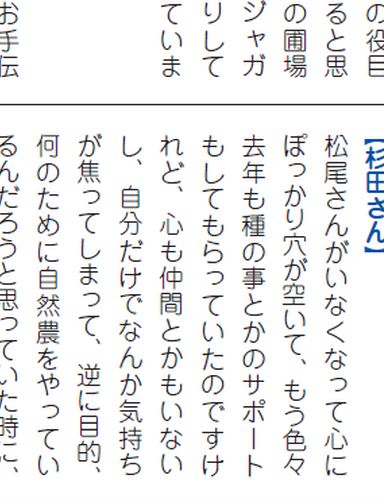 の役目
ると思
の圃場
ジャガ
りして
ていま
お手伝
【杉田さん】
松尾さんがいなくなって心に
ぽっかり穴が空いて、もう色々
去年も種の事とかのサポート
もしてもらっていたのですけ
れど、心も仲間とかもいない
し、自分だけでなんか気持ち
が焦ってしまって、逆に目的、
何のために自然農をやってい
るんだろうと思っていた時に、